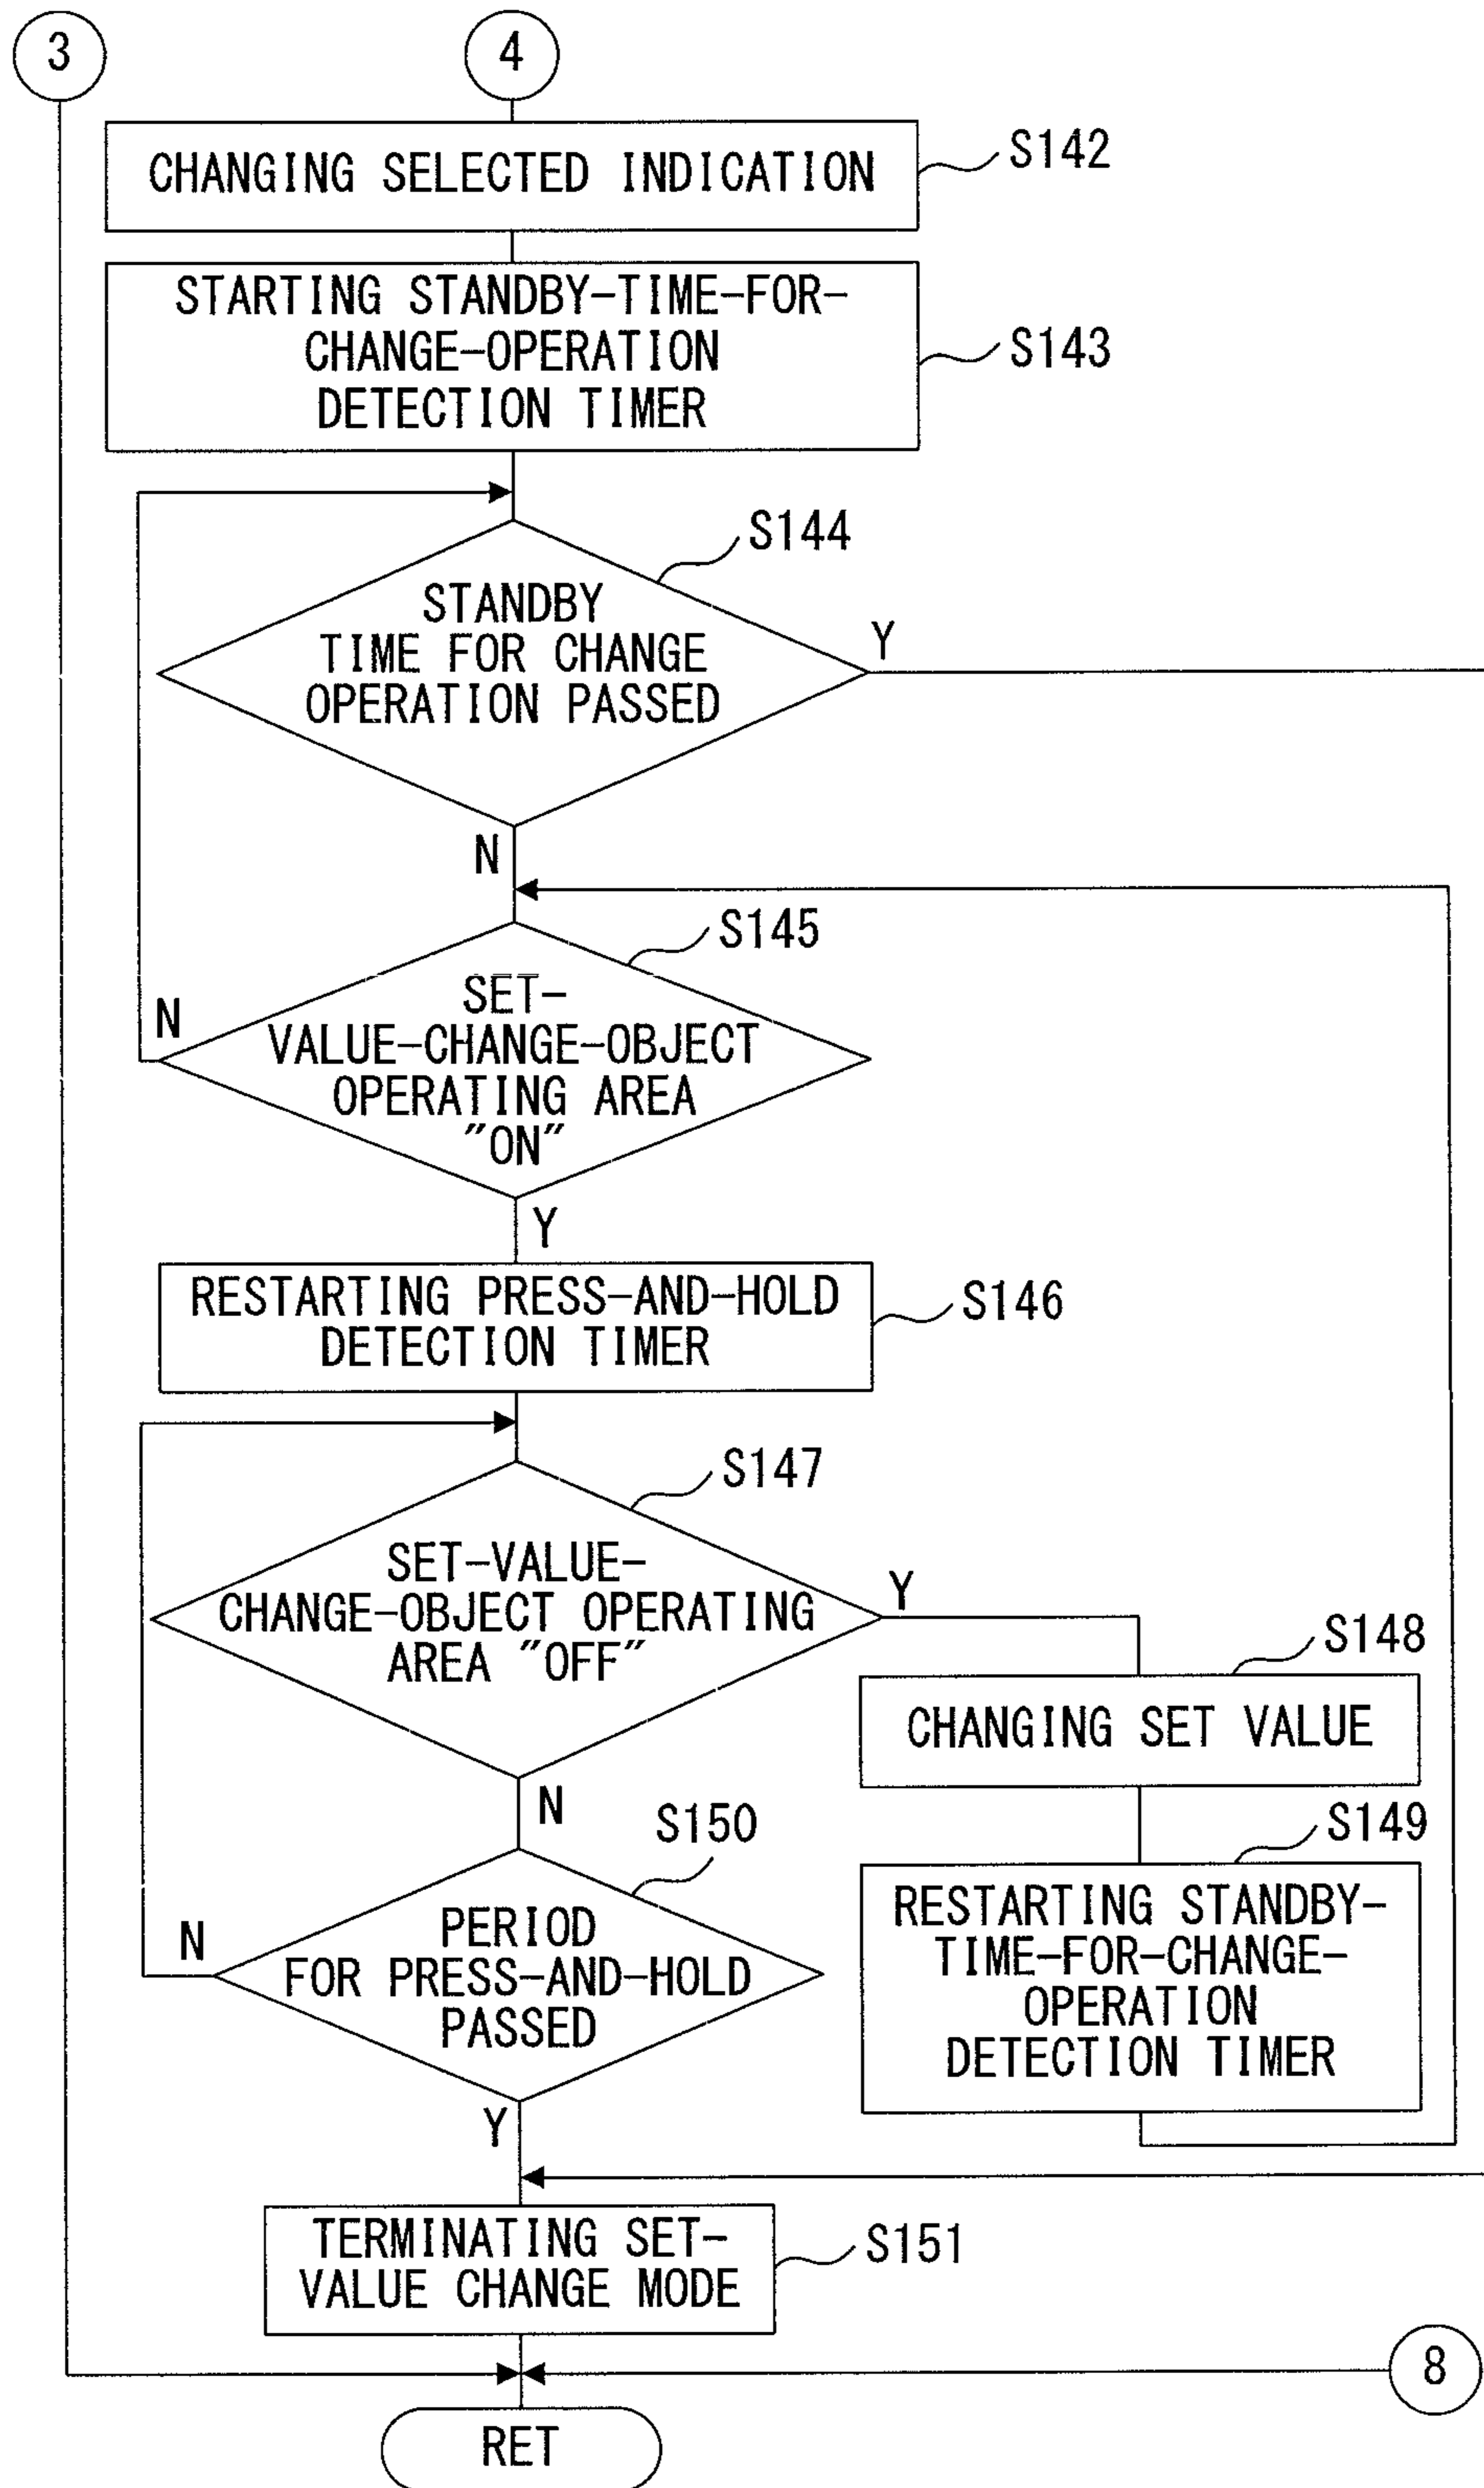 3
4
CHANGING SELECTED INDICATION
S142
STARTING STANDBY-TIME-FOR-
CHANGE-OPERATION
DETECTION TIMER
S143
S144
STANDBY
TIME FOR CHANGE
OPERATION PASSED
Y
N
S145
SET-
VALUE-CHANGE-OBJECT
OPERATING AREA
"ON"
N
Y
RESTARTING PRESS-AND-HOLD
DETECTION TIMER
S146
S147
SET-VALUE-
CHANGE-OBJECT OPERATING
AREA "OFF"
Y
N
S148
CHANGING SET VALUE
S149
RESTARTING STANDBY-
TIME-FOR-CHANGE-
OPERATION
DETECTION TIMER
S150
PERIOD
FOR PRESS-AND-HOLD
PASSED
N
Y
TERMINATING SET-
VALUE CHANGE MODE
S151
8
RET